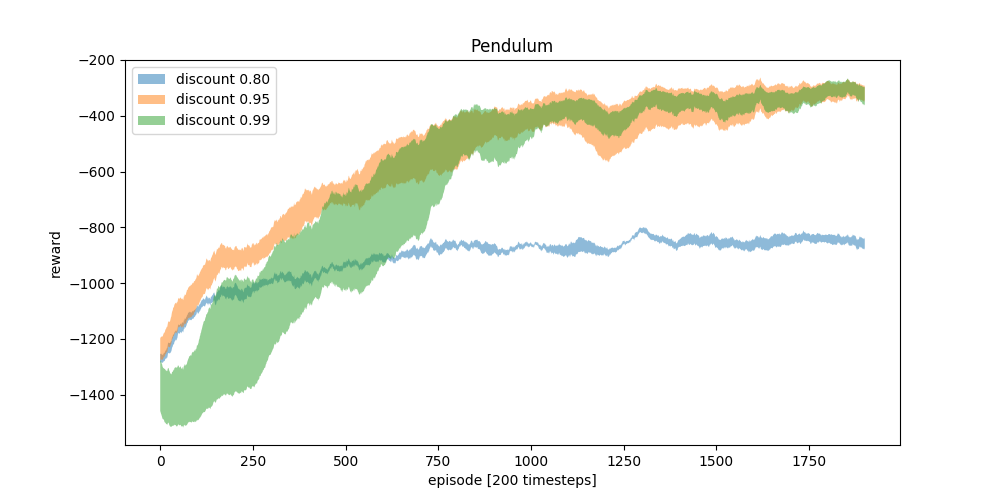 Pendulum
discount 0.80
discount 0.95
discount 0.99
reward
−200
−400
−600
−800
−1000
−1200
−1400
0 250 500 750 1000 1250 1500 1750
episode [200 timesteps]